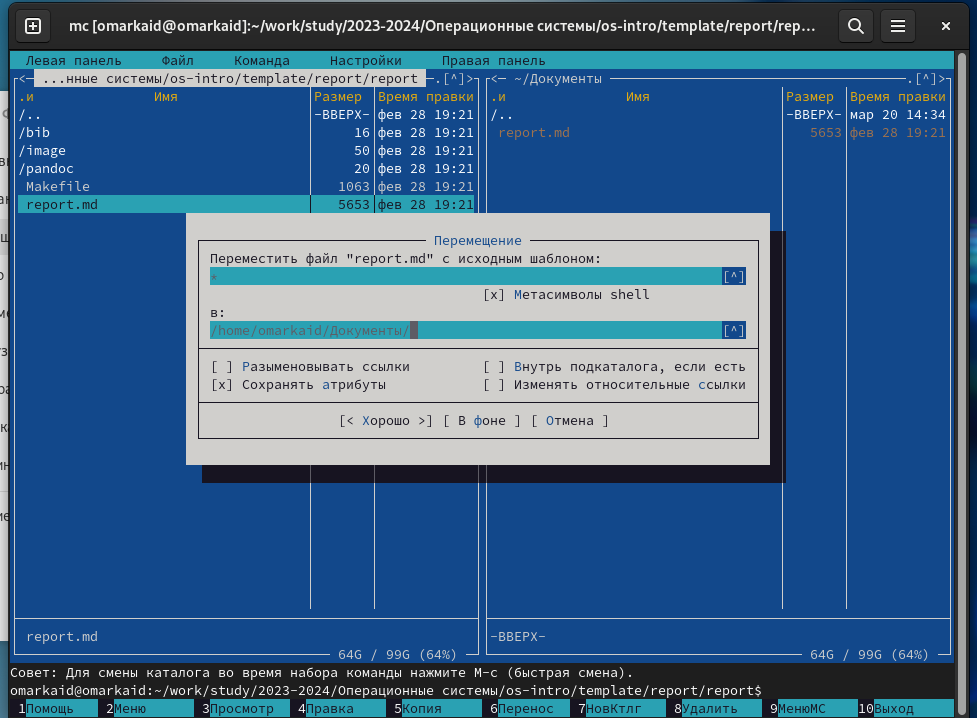 mc [omarkaid@omarkaid]:~/work/study/2023-2024/Операционные системы/os-intro/template/report/rep...
Левая панель Файл Команда Настройки Правая панель
<— ...нные системы/os-intro/template/report/report —.[^]>
.и Имя Размер Время правки
/.. -ВВЕРХ- фев 28 19:21
/bib 16 фев 28 19:21
/image 50 фев 28 19:21
/pandoc 20 фев 28 19:21
Makefile 1063 фев 28 19:21
report.md 5653 фев 28 19:21
<— ~/Документы —.[^]>
.и Имя Размер Время правки
/.. -ВВЕРХ- мар 20 14:34
report.md 5653 фев 28 19:21
Перемещение
Переместить файл "report.md" с исходным шаблоном:
* [^]
[x] Метасимволы shell
в:
/home/omarkaid/Документы/ [^]
[ ] Разыменовывать ссылки [ ] Внутрь подкаталога, если есть
[x] Сохранять атрибуты [ ] Изменять относительные ссылки
[< Хорошо >] [ В фоне ] [ Отмена ]
report.md
64G / 99G (64%)
-ВВЕРХ-
64G / 99G (64%)
Совет: Для смены каталога во время набора команды нажмите M-c (быстрая смена).
omarkaid@omarkaid:~/work/study/2023-2024/Операционные системы/os-intro/template/report/report$
1Помощь 2Меню 3Просмотр 4Правка 5Копия 6Перенос 7НовКтлг 8Удалить 9МенюMC 10Выход